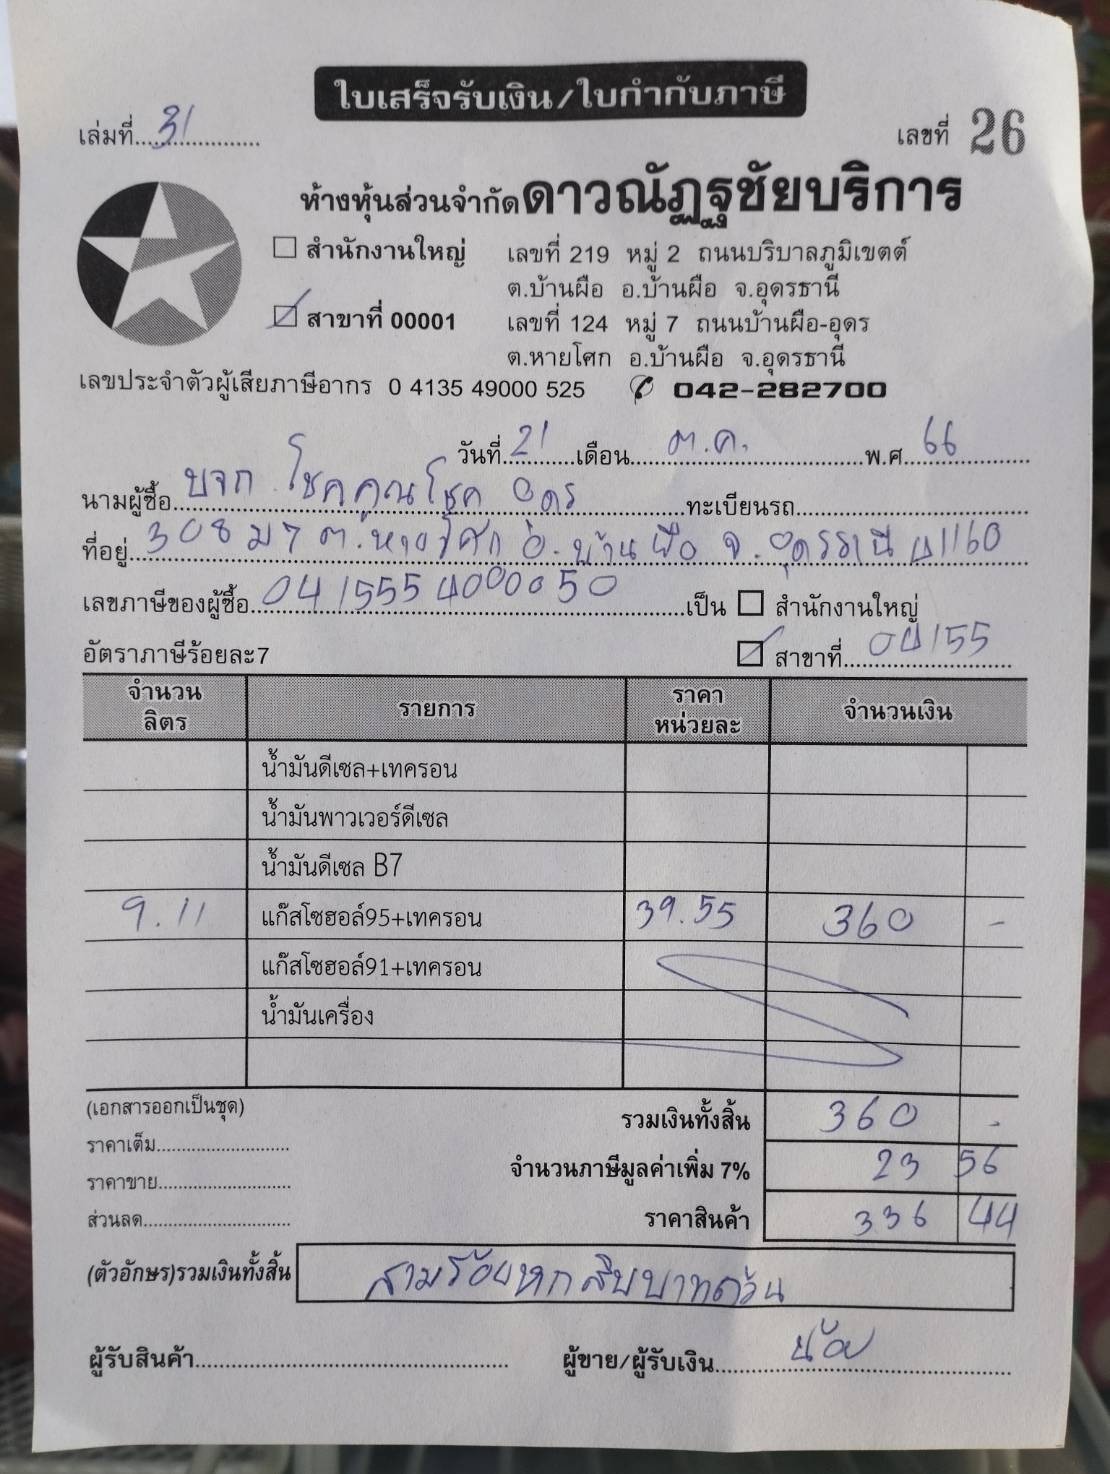 ใบเสร็จรับเงิน/ใบกำกับภาษี
เล่มที่ 31 เลขที่ 26
ห้างหุ้นส่วนจำกัดดาวณัฏฐชัยบริการ
☐ สำนักงานใหญ่ เลขที่ 219 หมู่ 2 ถนนบริบาลภูมิเขตต์
ต.บ้านผือ อ.บ้านผือ จ.อุดรธานี
☑ สาขาที่ 00001 เลขที่ 124 หมู่ 7 ถนนบ้านผือ-อุดร
ต.หายโศก อ.บ้านผือ จ.อุดรธานี
เลขประจำตัวผู้เสียภาษีอากร 0 4135 49000 525 ✆ 042-282700
วันที่ 21 เดือน ต.ค. พ.ศ. 66
นามผู้ซื้อ บจก โชคคูณโชค อุดร ทะเบียนรถ
ที่อยู่ 308 ม 7 ต.หายโศก อ.บ้านผือ จ.อุดรธานี 41160
เลขภาษีของผู้ซื้อ 0415554000050 เป็น ☐ สำนักงานใหญ่
อัตราภาษีร้อยละ7 ☑ สาขาที่ 04155
จำนวนลิตร รายการ ราคาหน่วยละ จำนวนเงิน
น้ำมันดีเซล+เทครอน
น้ำมันพาวเวอร์ดีเซล
น้ำมันดีเซล B7
9.11 แก๊สโซฮอล์95+เทครอน 39.55 360 -
แก๊สโซฮอล์91+เทครอน
น้ำมันเครื่อง
(เอกสารออกเป็นชุด) รวมเงินทั้งสิ้น 360 -
ราคาเต็ม
จำนวนภาษีมูลค่าเพิ่ม 7% 23 56
ราคาขาย
ส่วนลด ราคาสินค้า 336 44
(ตัวอักษร)รวมเงินทั้งสิ้น สามร้อยหกสิบบาทถ้วน
ผู้รับสินค้า ผู้ขาย/ผู้รับเงิน น้อย